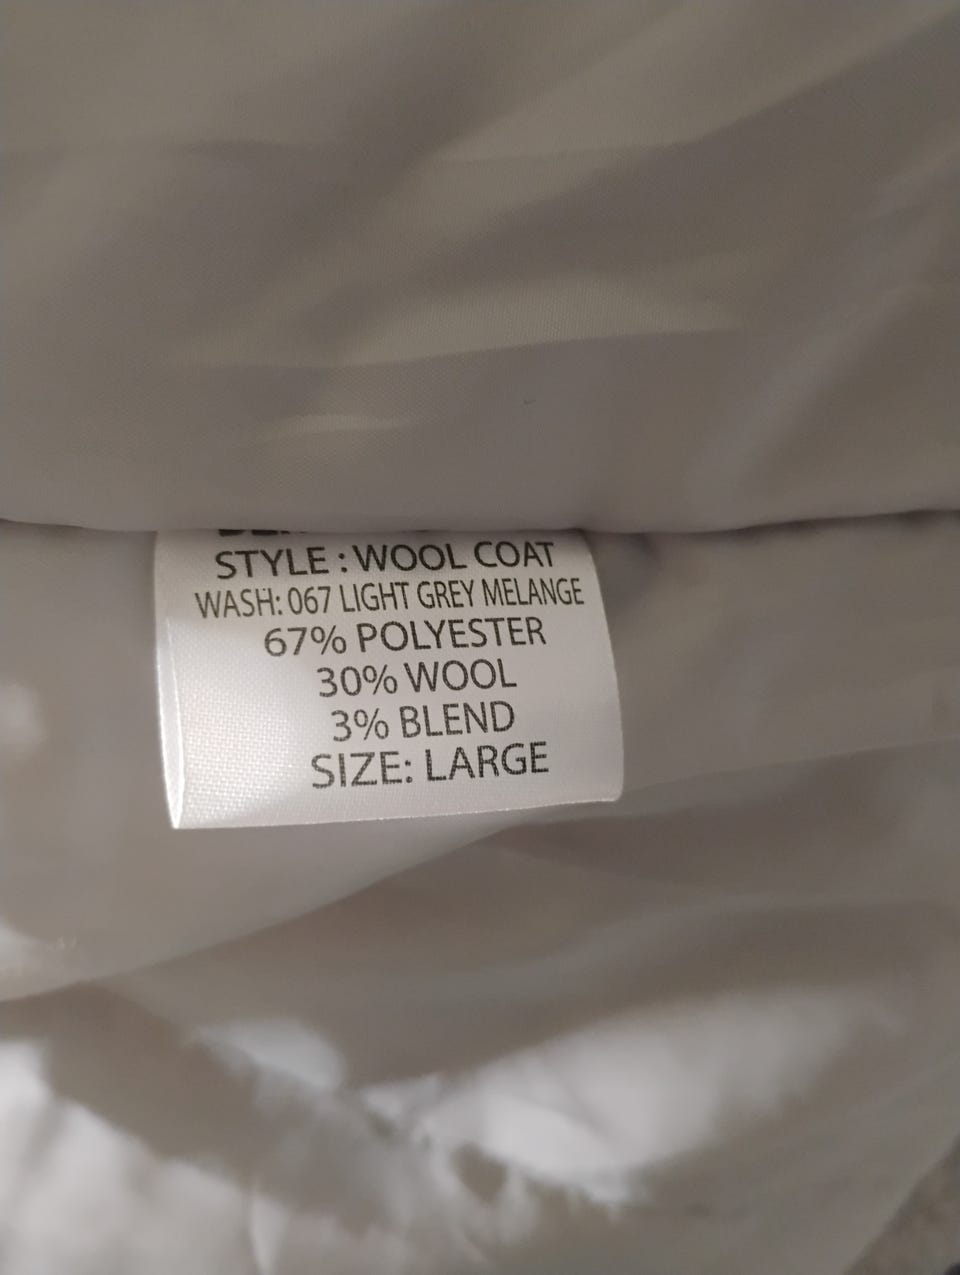 STYLE : WOOL COAT
WASH: 067 LIGHT GREY MELANGE
67% POLYESTER
30% WOOL
3% BLEND
SIZE: LARGE